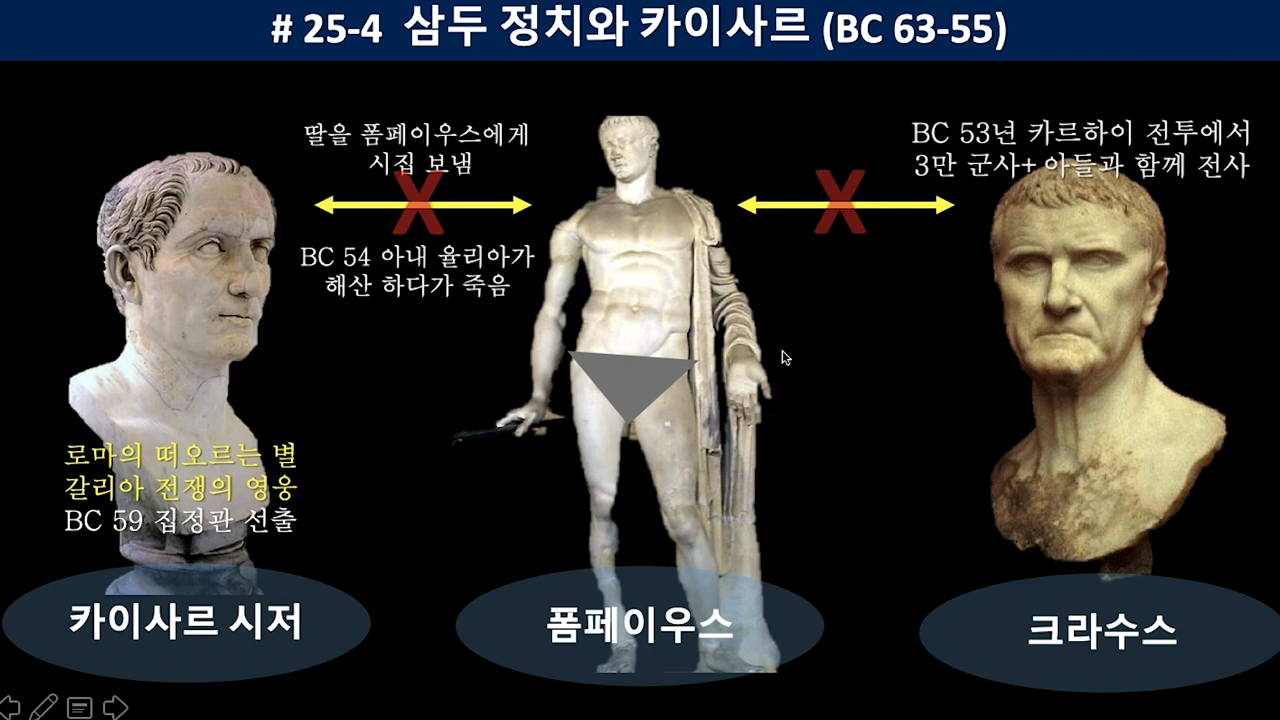 # 25-4 삼두 정치와 카이사르 (BC 63-55)
딸을 폼페이우스에게
시집 보냄
X
BC 54 아내 율리아가
해산 하다가 죽음
X
BC 53년 카르하이 전투에서
3만 군사+ 아들과 함께 전사
로마의 떠오르는 별
갈리아 전쟁의 영웅
BC 59 집정관 선출
카이사르 시저
폼페이우스
크라수스